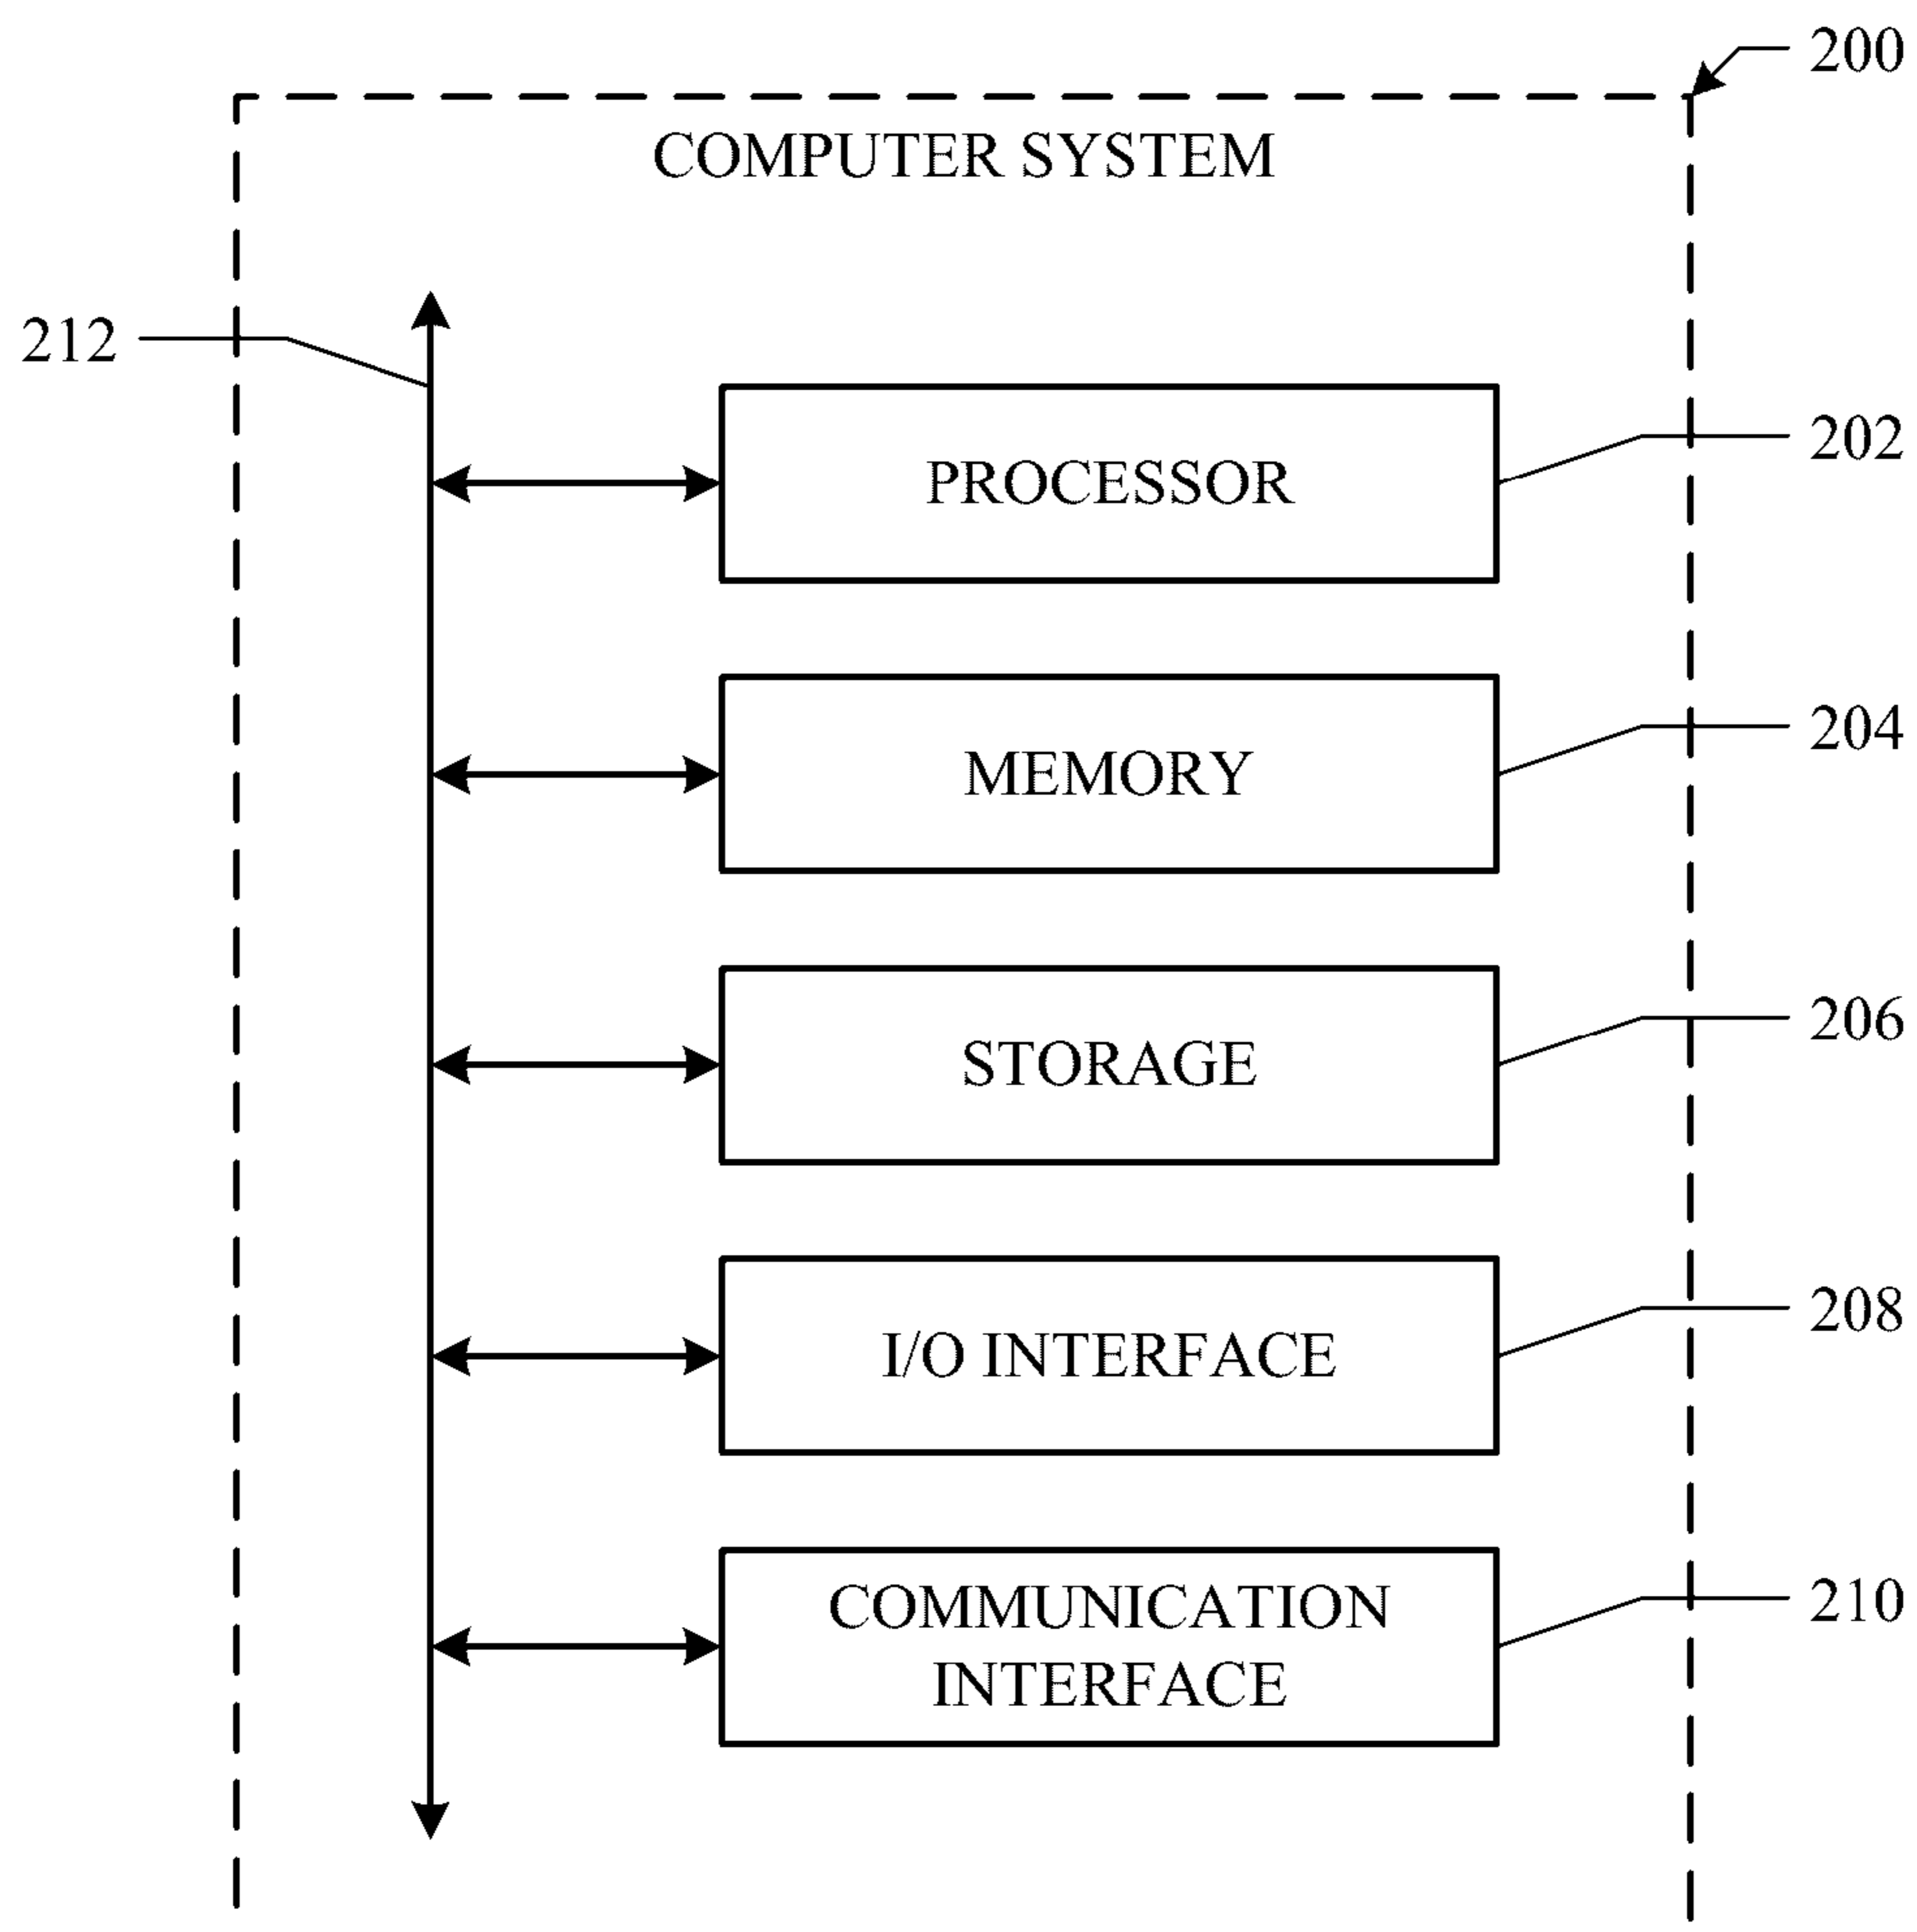 200
COMPUTER SYSTEM
212
202
PROCESSOR
204
MEMORY
206
STORAGE
208
I/O INTERFACE
210
COMMUNICATION
INTERFACE